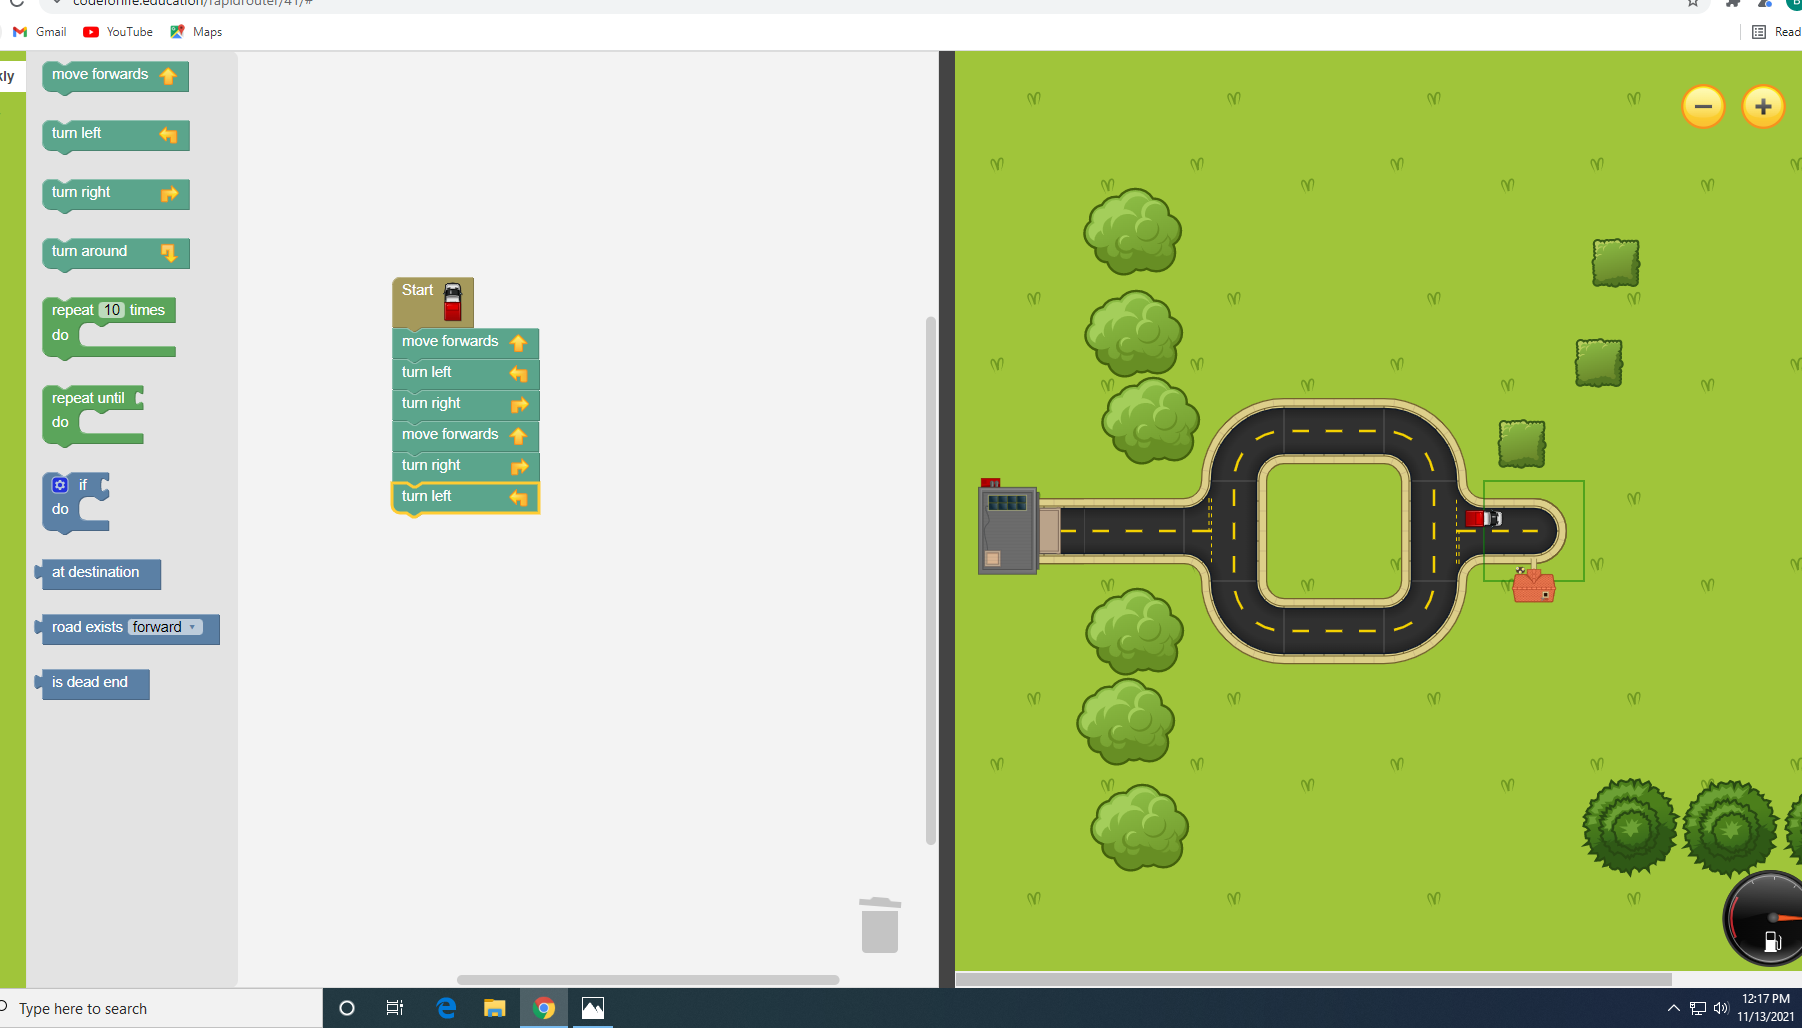 codeforlife.education/rapidrouter/41/#
Gmail YouTube Maps
Read
kly
move forwards
turn left
turn right
turn around
repeat 10 times
do
repeat until
do
if
do
at destination
road exists forward
is dead end
Start
move forwards
turn left
turn right
move forwards
turn right
turn left
Type here to search
12:17 PM
11/13/2021